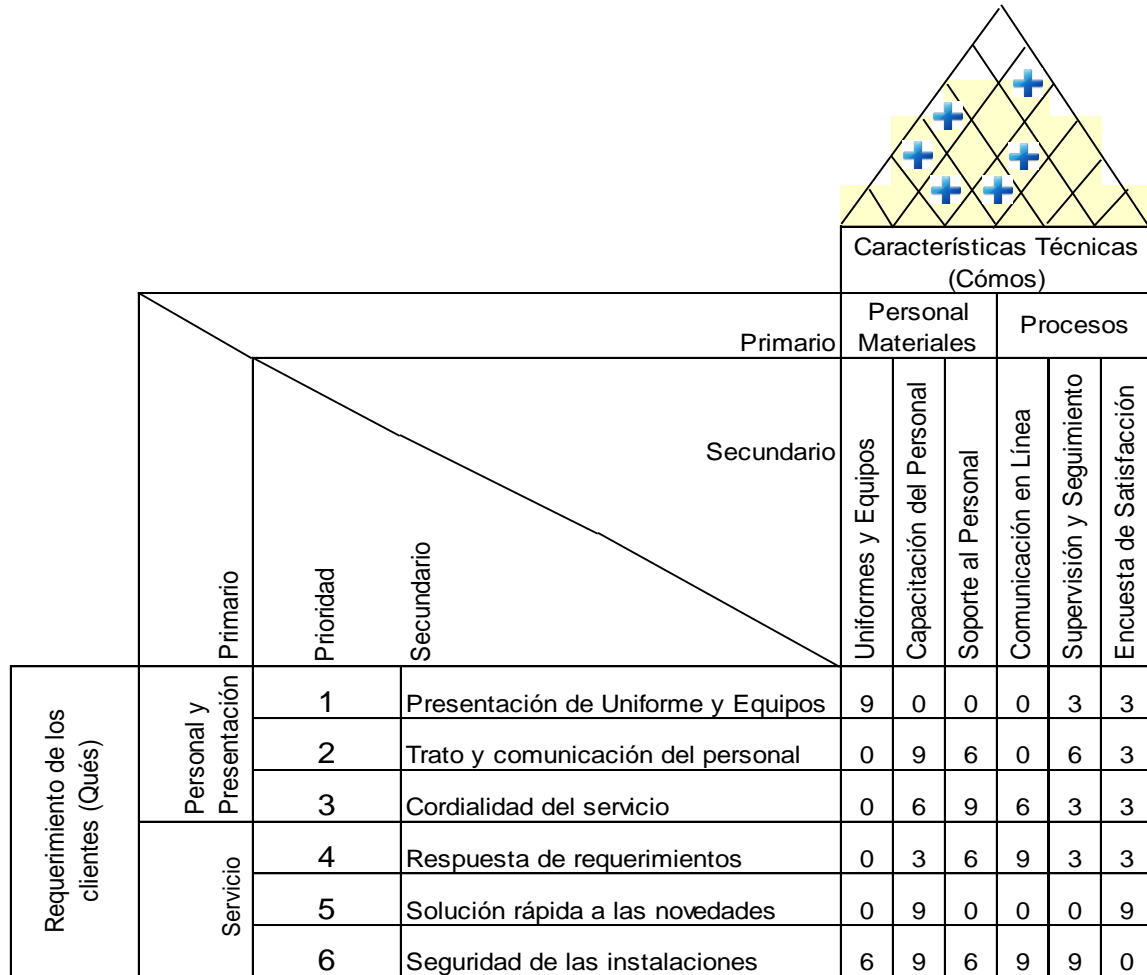 Características Técnicas
(Cómos)
Primario
Personal
Materiales
Procesos
Secundario
Uniformes y Equipos
Capacitación del Personal
Soporte al Personal
Comunicación en Línea
Supervisión y Seguimiento
Encuesta de Satisfacción
Primario
Prioridad
Secundario
Requerimiento de los
clientes (Qués)
Personal y
Presentación
1 Presentación de Uniforme y Equipos 9 0 0 0 3 3
2 Trato y comunicación del personal 0 9 6 0 6 3
3 Cordialidad del servicio 0 6 9 6 3 3
Servicio
4 Respuesta de requerimientos 0 3 6 9 3 3
5 Solución rápida a las novedades 0 9 0 0 0 9
6 Seguridad de las instalaciones 6 9 6 9 9 0